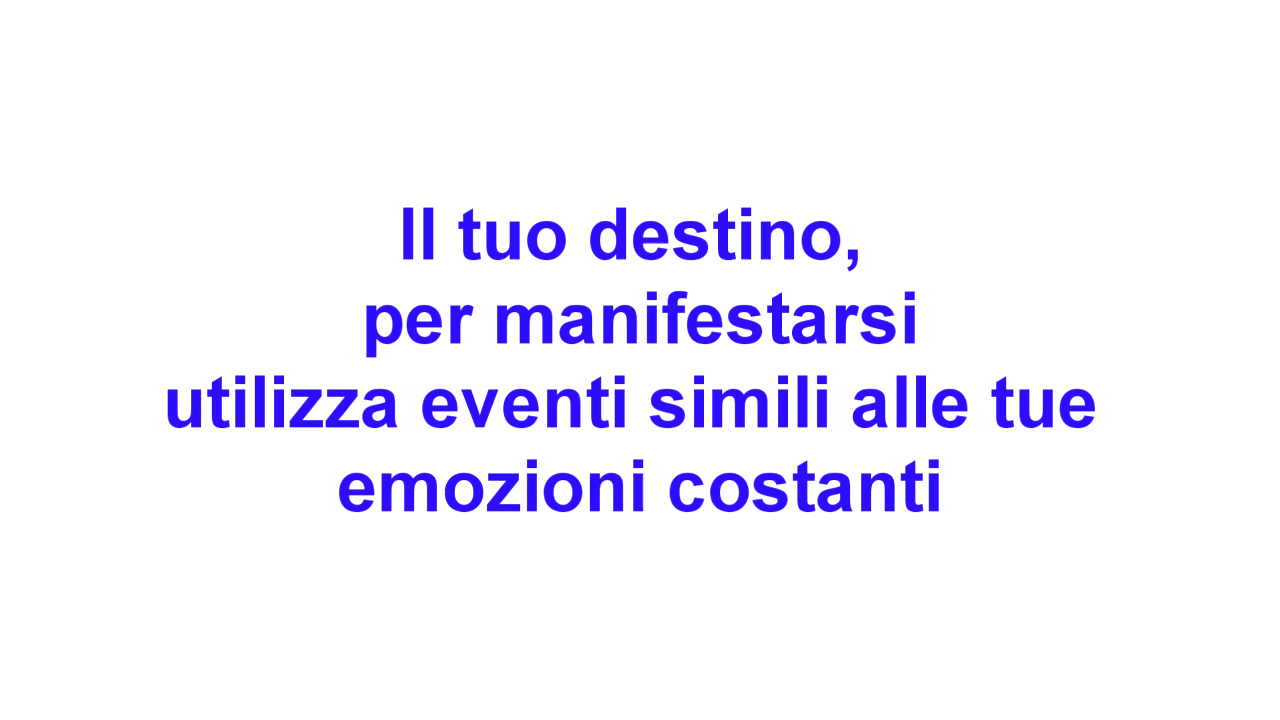 Il tuo destino,
per manifestarsi
utilizza eventi simili alle tue
emozioni costanti